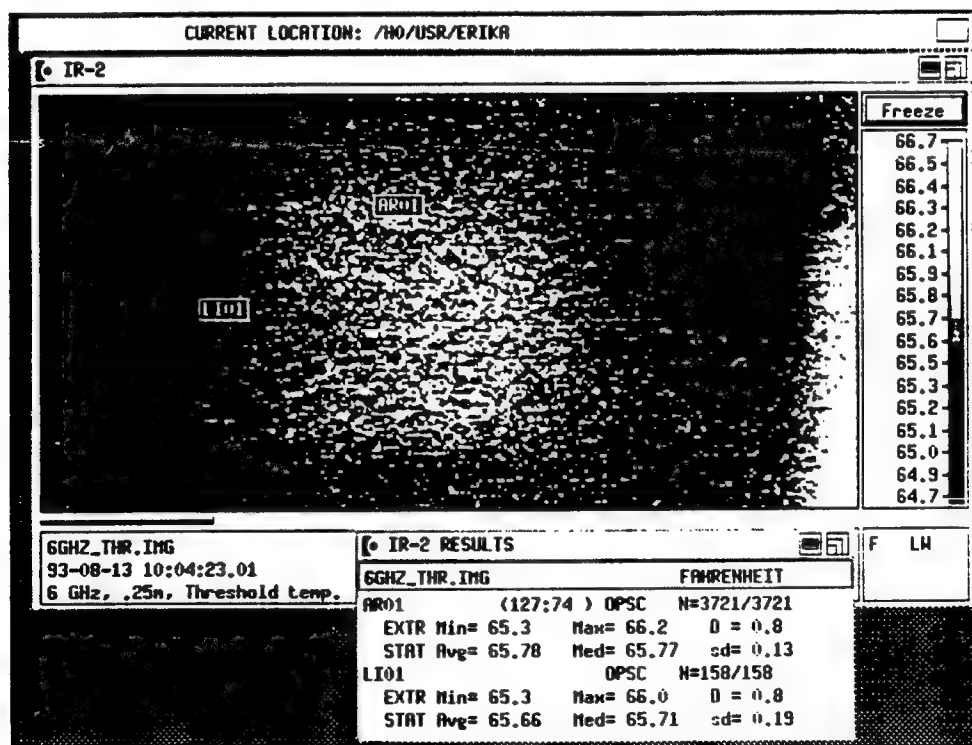 CURRENT LOCATION: /H0/USR/ERIKA
IR-2
Freeze
66.7
66.5
66.4
66.3
66.2
66.1
65.9
65.8
65.7
65.6
65.5
65.3
65.2
65.1
65.0
64.9
64.7
AR01
LI01
6GHZ_THR.IMG
93-08-13 10:04:23.01
6 GHz, .25m, Threshold temp.
IR-2 RESULTS
6GHZ_THR.IMG FAHRENHEIT
AR01 (127:74 ) OPSC N=3721/3721
EXTR Min= 65.3 Max= 66.2 D = 0.8
STAT Avg= 65.78 Med= 65.77 sd= 0.13
LI01 OPSC N=158/158
EXTR Min= 65.3 Max= 66.0 D = 0.8
STAT Avg= 65.66 Med= 65.71 sd= 0.19
F LW